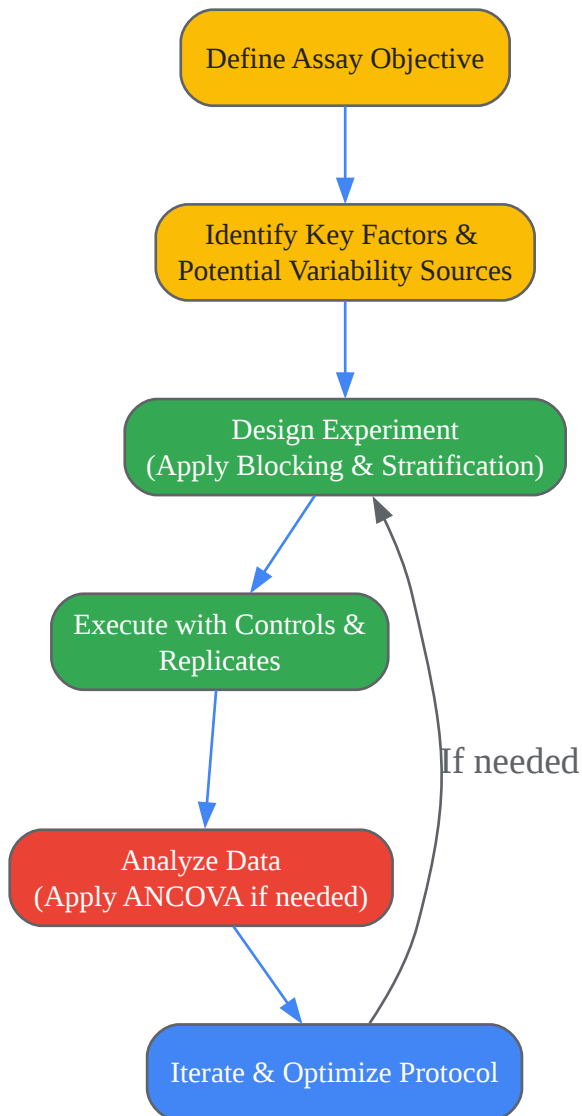 Define Assay Objective
Identify Key Factors &
Potential Variability Sources
Design Experiment
(Apply Blocking & Stratification)
Execute with Controls &
Replicates
If needed
Analyze Data
(Apply ANCOVA if needed)
Iterate & Optimize Protocol